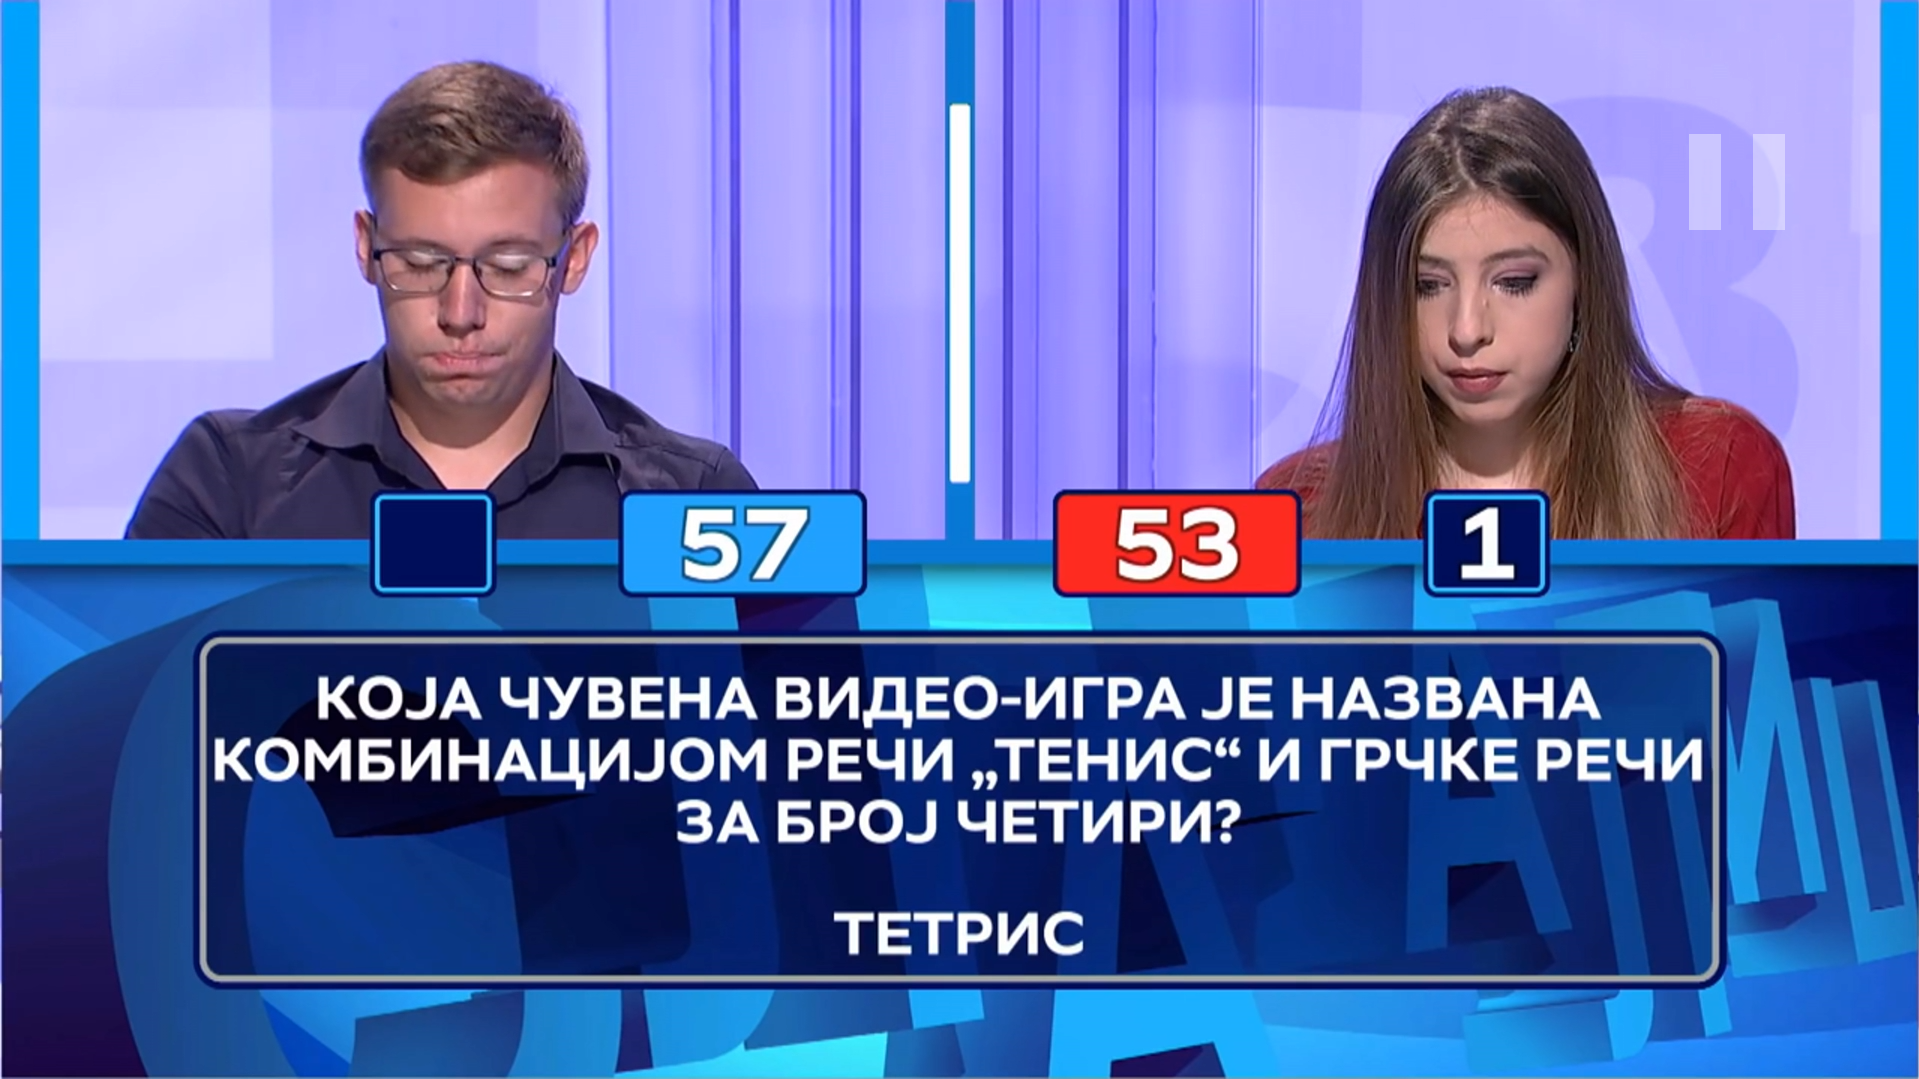 57
53
1
КОЈА ЧУВЕНА ВИДЕО-ИГРА ЈЕ НАЗВАНА
КОМБИНАЦИЈОМ РЕЧИ „ТЕНИС“ И ГРЧКЕ РЕЧИ
ЗА БРОЈ ЧЕТИРИ?
ТЕТРИС